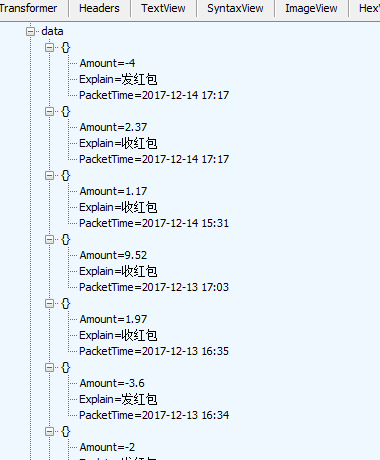 Transformer Headers TextView SyntaxView ImageView HexV
data
{}
Amount=-4
Explain=发红包
PacketTime=2017-12-14 17:17
{}
Amount=2.37
Explain=收红包
PacketTime=2017-12-14 17:17
{}
Amount=1.17
Explain=收红包
PacketTime=2017-12-14 15:31
{}
Amount=9.52
Explain=收红包
PacketTime=2017-12-13 17:03
{}
Amount=1.97
Explain=收红包
PacketTime=2017-12-13 16:35
{}
Amount=-3.6
Explain=发红包
PacketTime=2017-12-13 16:34
{}
Amount=-2